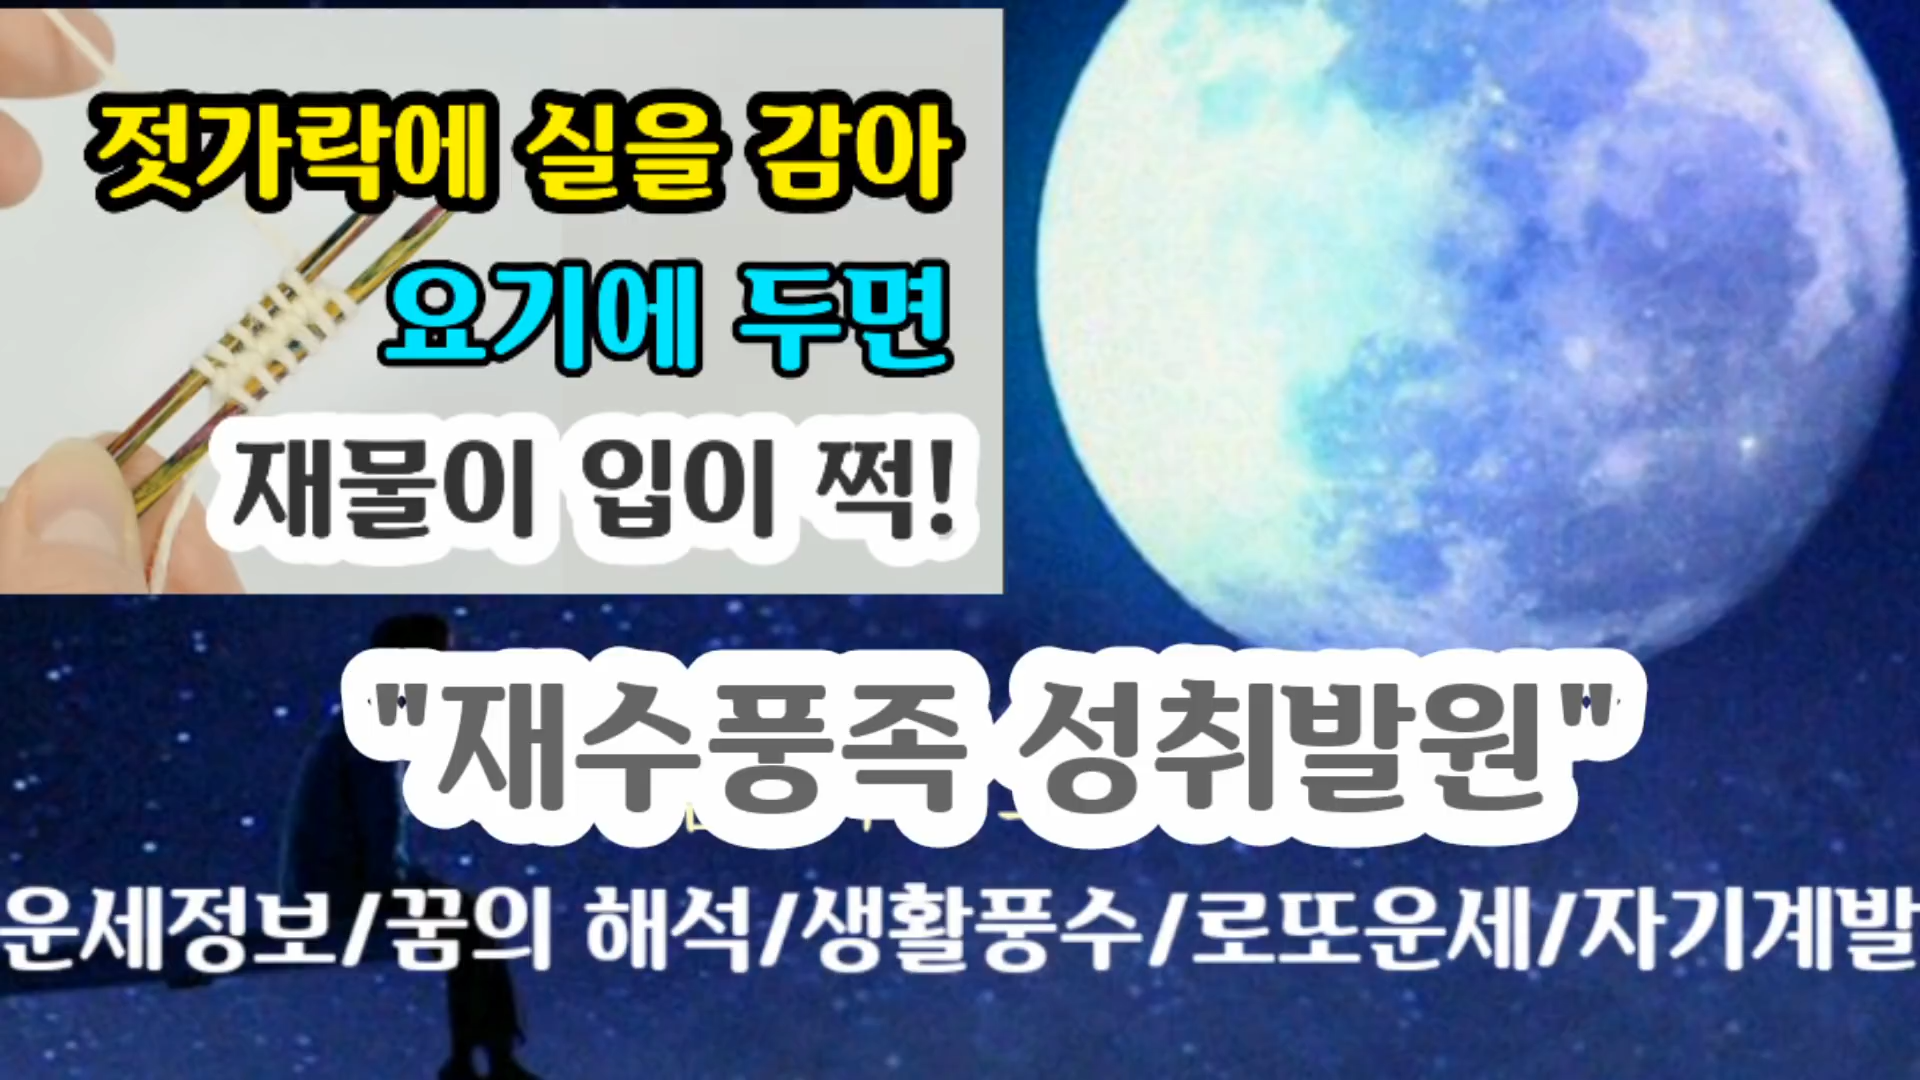 젓가락에 실을 감아
요기에 두면
재물이 입이 쩍!
"재수풍족 성취발원"
운세정보/꿈의 해석/생활풍수/로또운세/자기계발